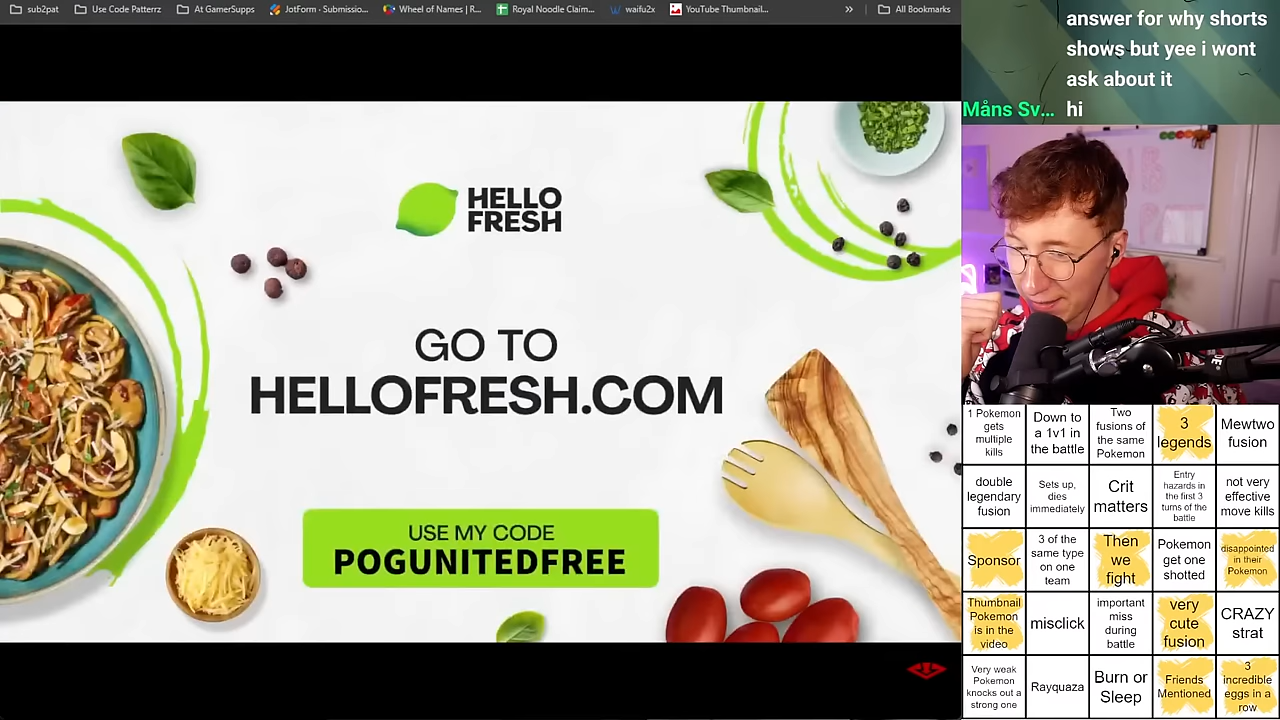 sub2pat
Use Code Patterrz
At GamerSupps
JotForm · Submissio...
Wheel of Names | R...
Royal Noodle Claim...
waifu2x
YouTube Thumbnail...
»
All Bookmarks
answer for why shorts
shows but yee i wont
ask about it
Måns Sv... hi
HELLO
FRESH
GO TO
HELLOFRESH.COM
USE MY CODE
POGUNITEDFREE
1 Pokemon
gets
multiple
kills
Down to
a 1v1 in
the battle
Two
fusions of
the same
Pokemon
3
legends
Mewtwo
fusion
double
legendary
fusion
Sets up,
dies
immediately
Crit
matters
Entry
hazards in
the first 3
turns of the
battle
not very
effective
move kills
Sponsor
3 of the
same type
on one
team
Then
we
fight
Pokemon
get one
shotted
disappointed
in their
Pokemon
Thumbnail
Pokemon
is in the
video
misclick
important
miss
during
battle
very
cute
fusion
CRAZY
strat
Very weak
Pokemon
knocks out a
strong one
Rayquaza
Burn or
Sleep
Friends
Mentioned
3
incredible
eggs in a
row